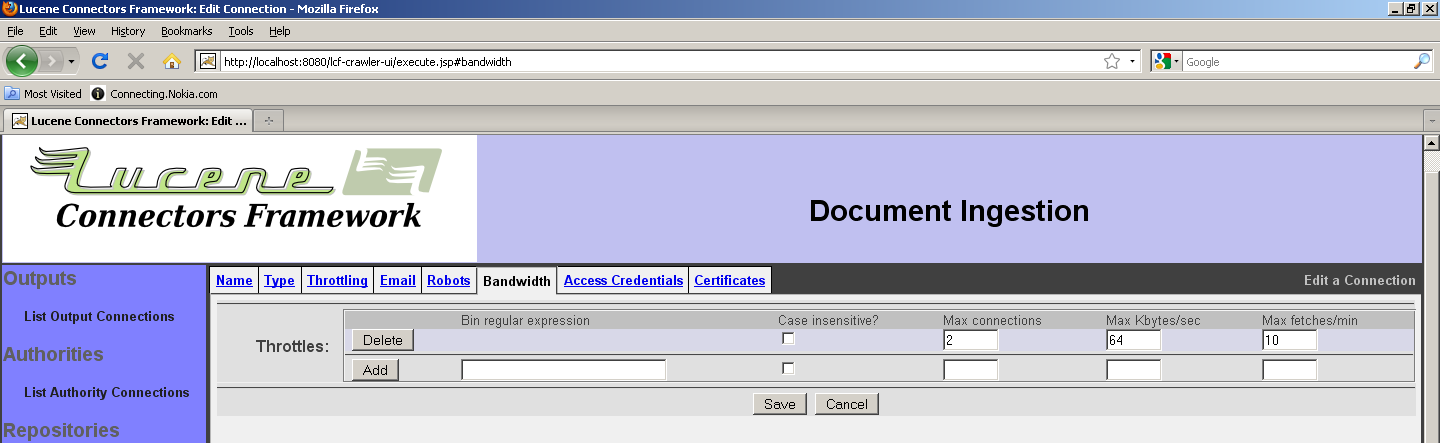 Lucene Connectors Framework: Edit Connection - Mozilla Firefox
File Edit View History Bookmarks Tools Help
http://localhost:8080/lcf-crawler-ui/execute.jsp#bandwidth
Google
Most Visited Connecting.Nokia.com
Lucene Connectors Framework: Edit ...
Lucene
Connectors Framework
Document Ingestion
Outputs
List Output Connections
Authorities
List Authority Connections
Repositories
Name Type Throttling Email Robots Bandwidth Access Credentials Certificates Edit a Connection
Bin regular expression Case insensitive? Max connections Max Kbytes/sec Max fetches/min
Throttles: Delete 2 64 10
Add
Save Cancel